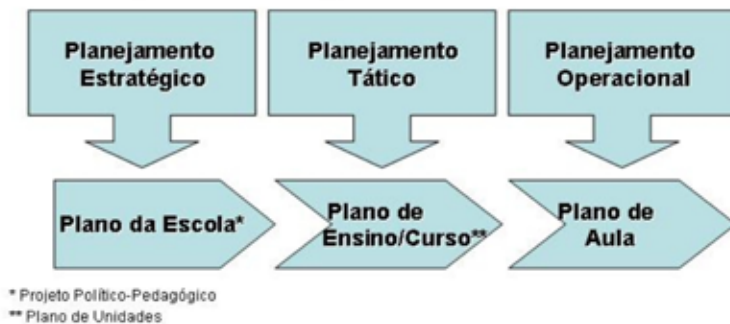 Planejamento
Estratégico
Planejamento
Tático
Planejamento
Operacional
Plano da Escola*
Plano de
Ensino/Curso**
Plano de
Aula
* Projeto Político-Pedagógico
** Plano de Unidades